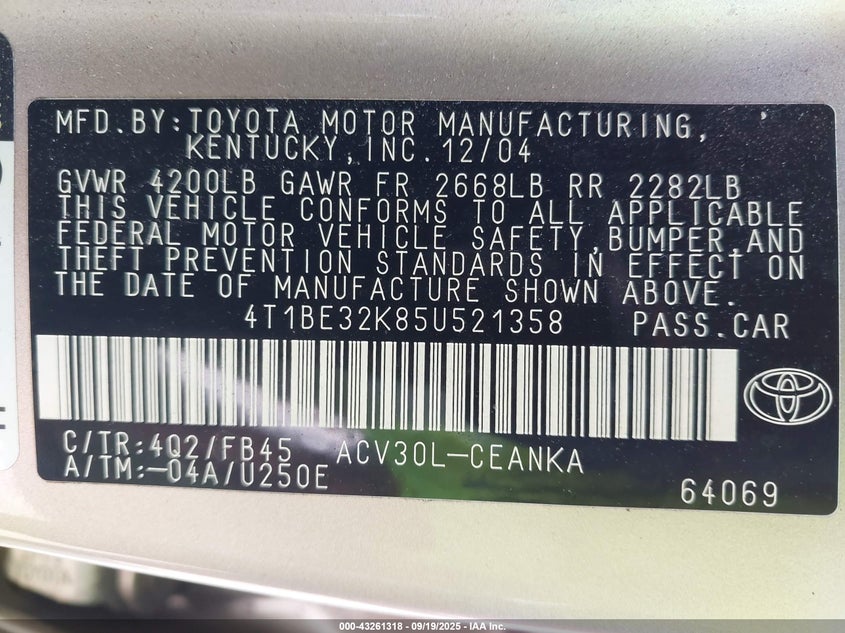 MFD.BY:TOYOTA MOTOR MANUFACTURING,
KENTUCKY,INC.12/04
GVWR 4200LB GAWR FR 2668LB RR 2282LB
THIS VEHICLE CONFORMS TO ALL APPLICABLE
FEDERAL MOTOR VEHICLE SAFETY,BUMPER,AND
THEFT PREVENTION STANDARDS IN EFFECT ON
THE DATE OF MANUFACTURE SHOWN ABOVE.
4T1BE32K85U521358 PASS.CAR
C/TR:4Q2/FB45 ACV30L-CEANKA
A/TM:-04A/U250E
64069
000-43261318 - 09/19/2025 - IAA Inc.